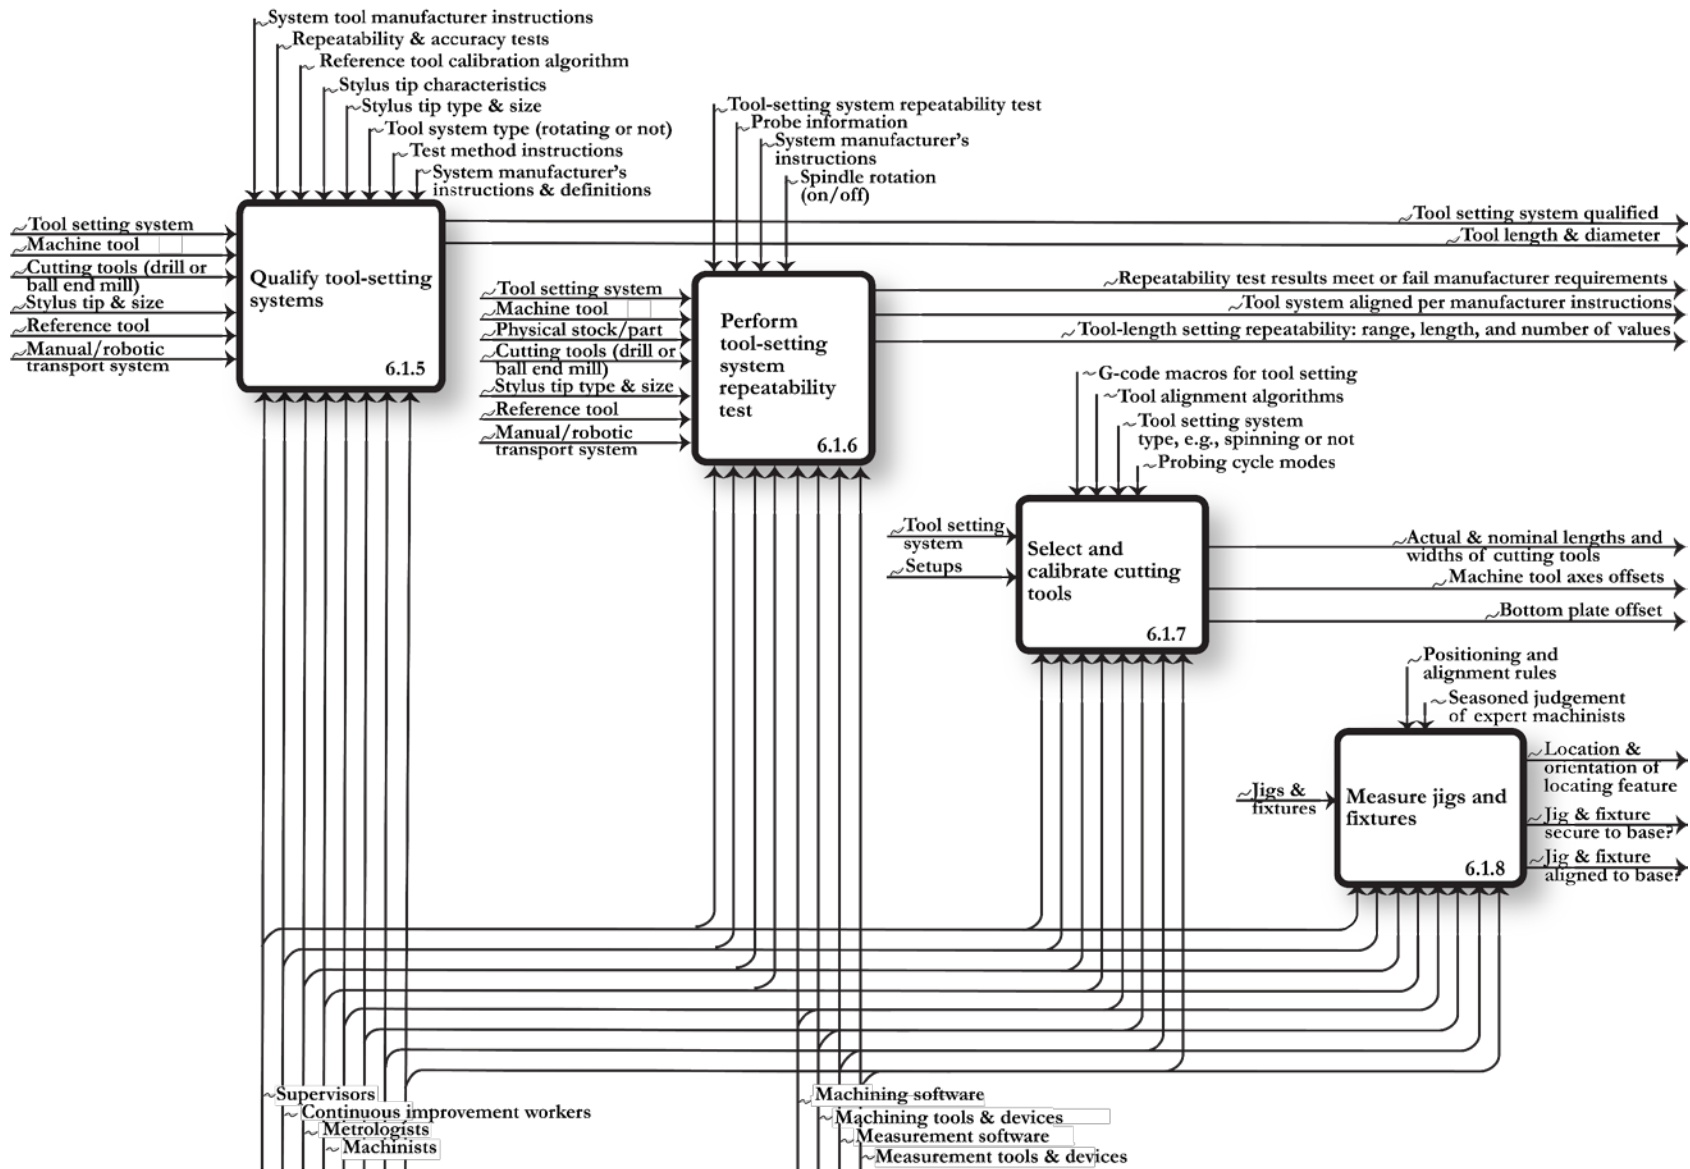 System tool manufacturer instructions
Repeatability & accuracy tests
Reference tool calibration algorithm
Stylus tip characteristics
Stylus tip type & size
Tool system type (rotating or not)
Test method instructions
System manufacturer's
instructions & definitions
Tool setting system
Machine tool
Cutting tools (drill or
ball end mill)
Stylus tip & size
Reference tool
Manual/robotic
transport system
Qualify tool-setting
systems
6.1.5
Tool setting system qualified
Tool length & diameter
Tool-setting system repeatability test
Probe information
System manufacturer's
instructions
Spindle rotation
(on/off)
Tool setting system
Machine tool
Physical stock/part
Cutting tools (drill or
ball end mill)
Stylus tip type & size
Reference tool
Manual/robotic
transport system
Perform
tool-setting
system
repeatability
test
6.1.6
Repeatability test results meet or fail manufacturer requirements
Tool system aligned per manufacturer instructions
Tool-length setting repeatability: range, length, and number of values
G-code macros for tool setting
Tool alignment algorithms
Tool setting system
type, e.g., spinning or not
Probing cycle modes
Tool setting
system
Setups
Select and
calibrate cutting
tools
6.1.7
Actual & nominal lengths and
widths of cutting tools
Machine tool axes offsets
Bottom plate offset
Positioning and
alignment rules
Seasoned judgement
of expert machinists
Jigs &
fixtures
Measure jigs and
fixtures
6.1.8
Location &
orientation of
locating feature
Jig & fixture
secure to base?
Jig & fixture
aligned to base?
Supervisors
Continuous improvement workers
Metrologists
Machinists
Machining software
Machining tools & devices
Measurement software
Measurement tools & devices